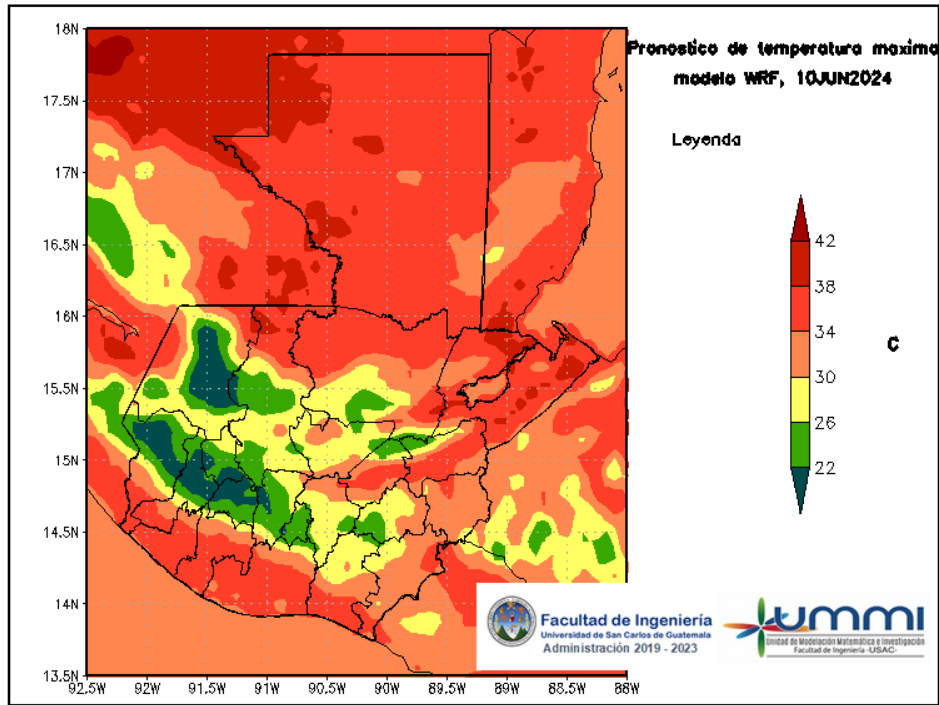 Pronostico de temperatura maxima
modelo WRF, 10JUN2024
Leyenda
42
38
34
30
26
22
C
18N
17.5N
17N
16.5N
16N
15.5N
15N
14.5N
14N
13.5N
92.5W
92W
91.5W
91W
90.5W
90W
89.5W
89W
88.5W
88W
Facultad de Ingeniería
Universidad de San Carlos de Guatemala
Administración 2019 - 2023
UMMI
Unidad de Modelación Matemática e Investigación
Facultad de Ingeniería -USAC-